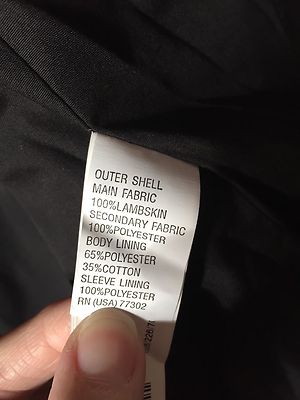 OUTER SHELL
MAIN FABRIC
100%LAMBSKIN
SECONDARY FABRIC
100%POLYESTER
BODY LINING
65%POLYESTER
35%COTTON
SLEEVE LINING
100%POLYESTER
RN (USA) 77302